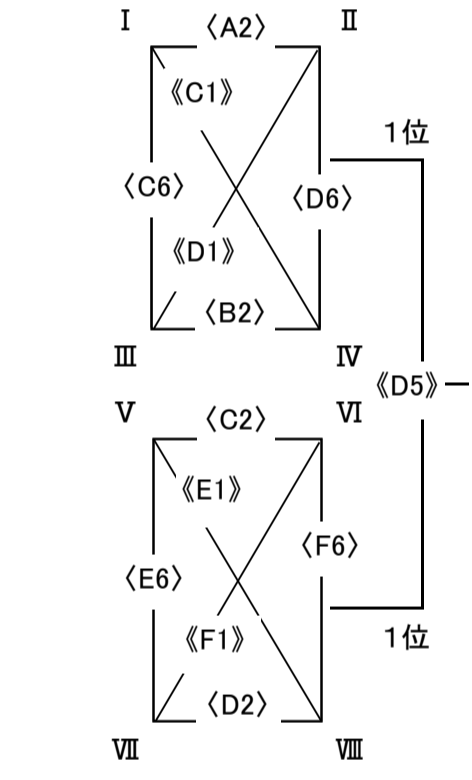 Ⅰ 〈A2〉 Ⅱ
《C1》
1位
〈C6〉 〈D6〉
《D1》
〈B2〉
Ⅲ Ⅳ
《D5》
Ⅴ 〈C2〉 Ⅵ
《E1》
〈F6〉
〈E6〉
《F1》 1位
〈D2〉
Ⅶ Ⅷ